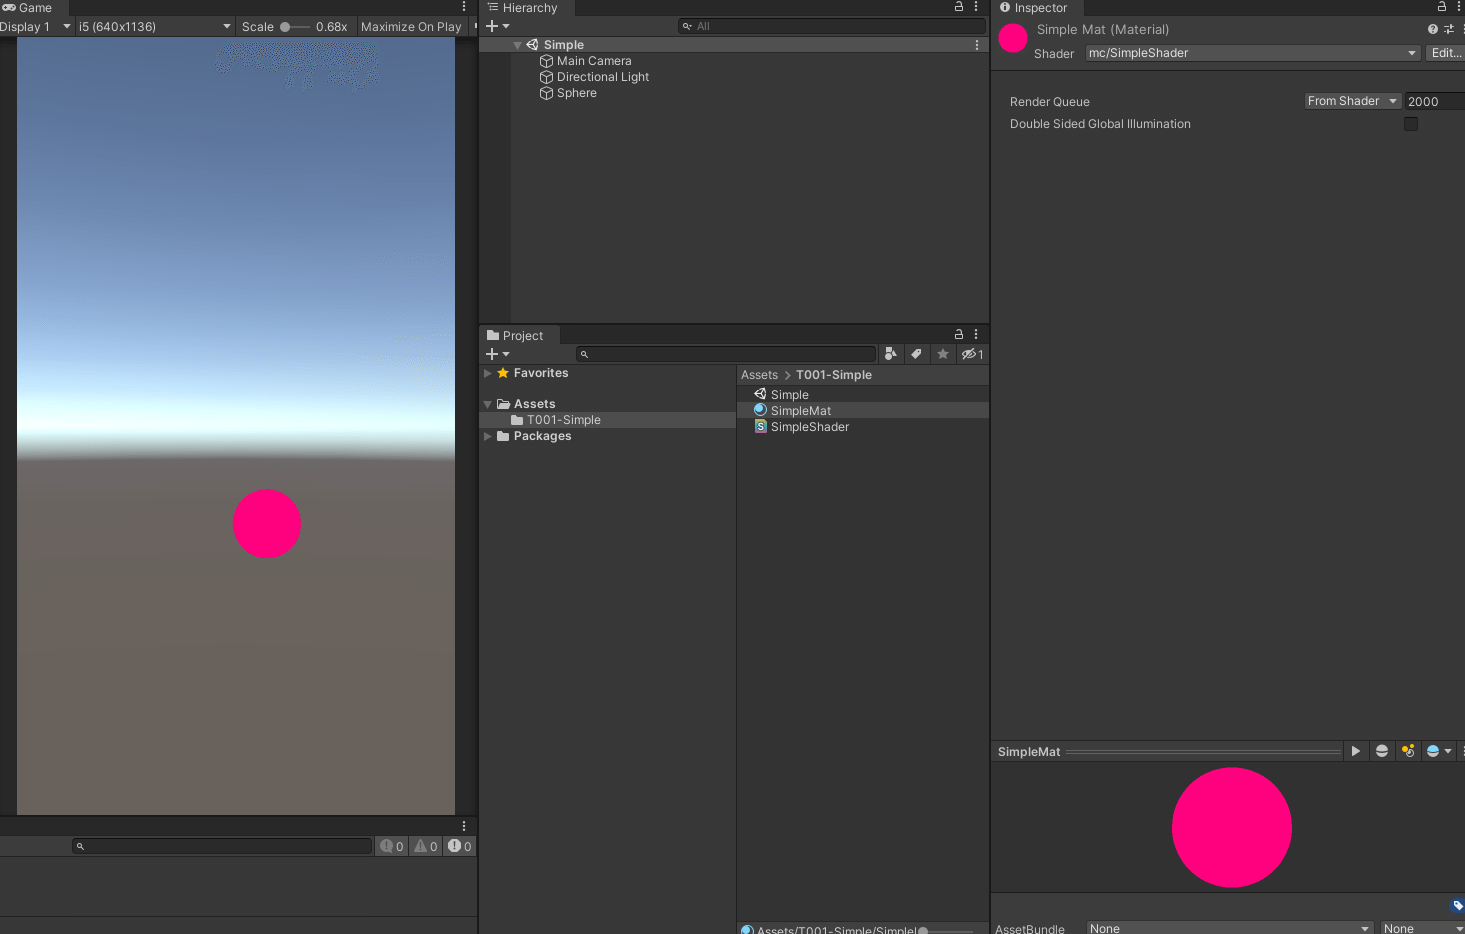 Game
Display 1 i5 (640x1136) Scale 0.68x Maximize On Play
Hierarchy
All
Simple
Main Camera
Directional Light
Sphere
Project
1
Favorites
Assets
T001-Simple
Packages
Assets > T001-Simple
Simple
SimpleMat
SimpleShader
Assets/T001-Simple/Simple
0 0 0
Inspector
Simple Mat (Material)
Shader mc/SimpleShader Edit...
Render Queue From Shader 2000
Double Sided Global Illumination
SimpleMat
AssetBundle None None